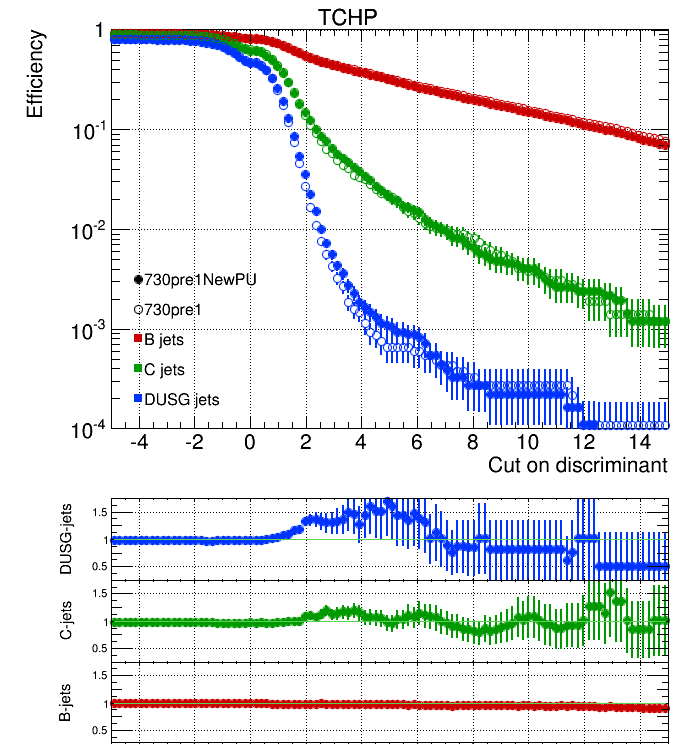 TCHP
Efficiency
1
10-1
10-2
10-3
10-4
730pre1NewPU
730pre1
B jets
C jets
DUSG jets
-4 -2 0 2 4 6 8 10 12 14
Cut on discriminant
DUSG-jets
1.5
1
0.5
C-jets
1.5
1
0.5
B-jets
1.5
1
0.5